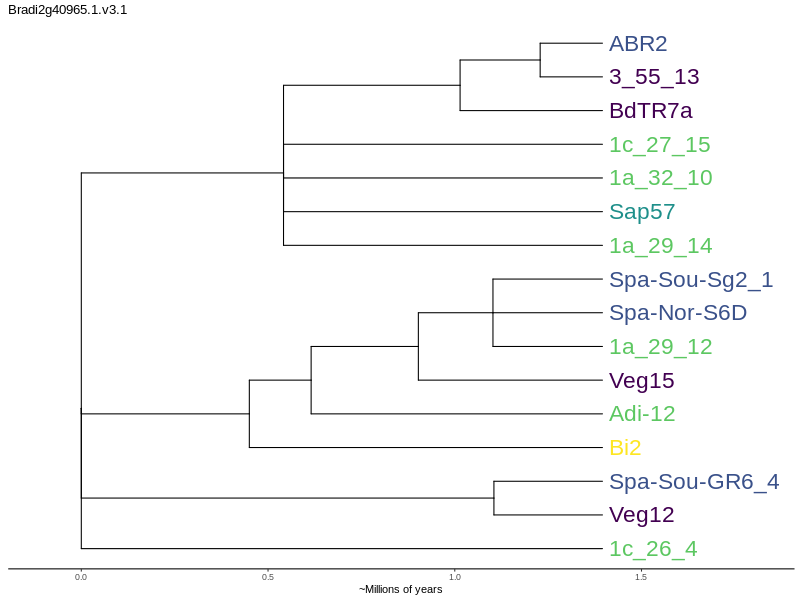 Bradi2g40965.1.v3.1
ABR2
3_55_13
BdTR7a
1c_27_15
1a_32_10
Sap57
1a_29_14
Spa-Sou-Sg2_1
Spa-Nor-S6D
1a_29_12
Veg15
Adi-12
Bi2
Spa-Sou-GR6_4
Veg12
1c_26_4
0.0 0.5 1.0 1.5
~Millions of years